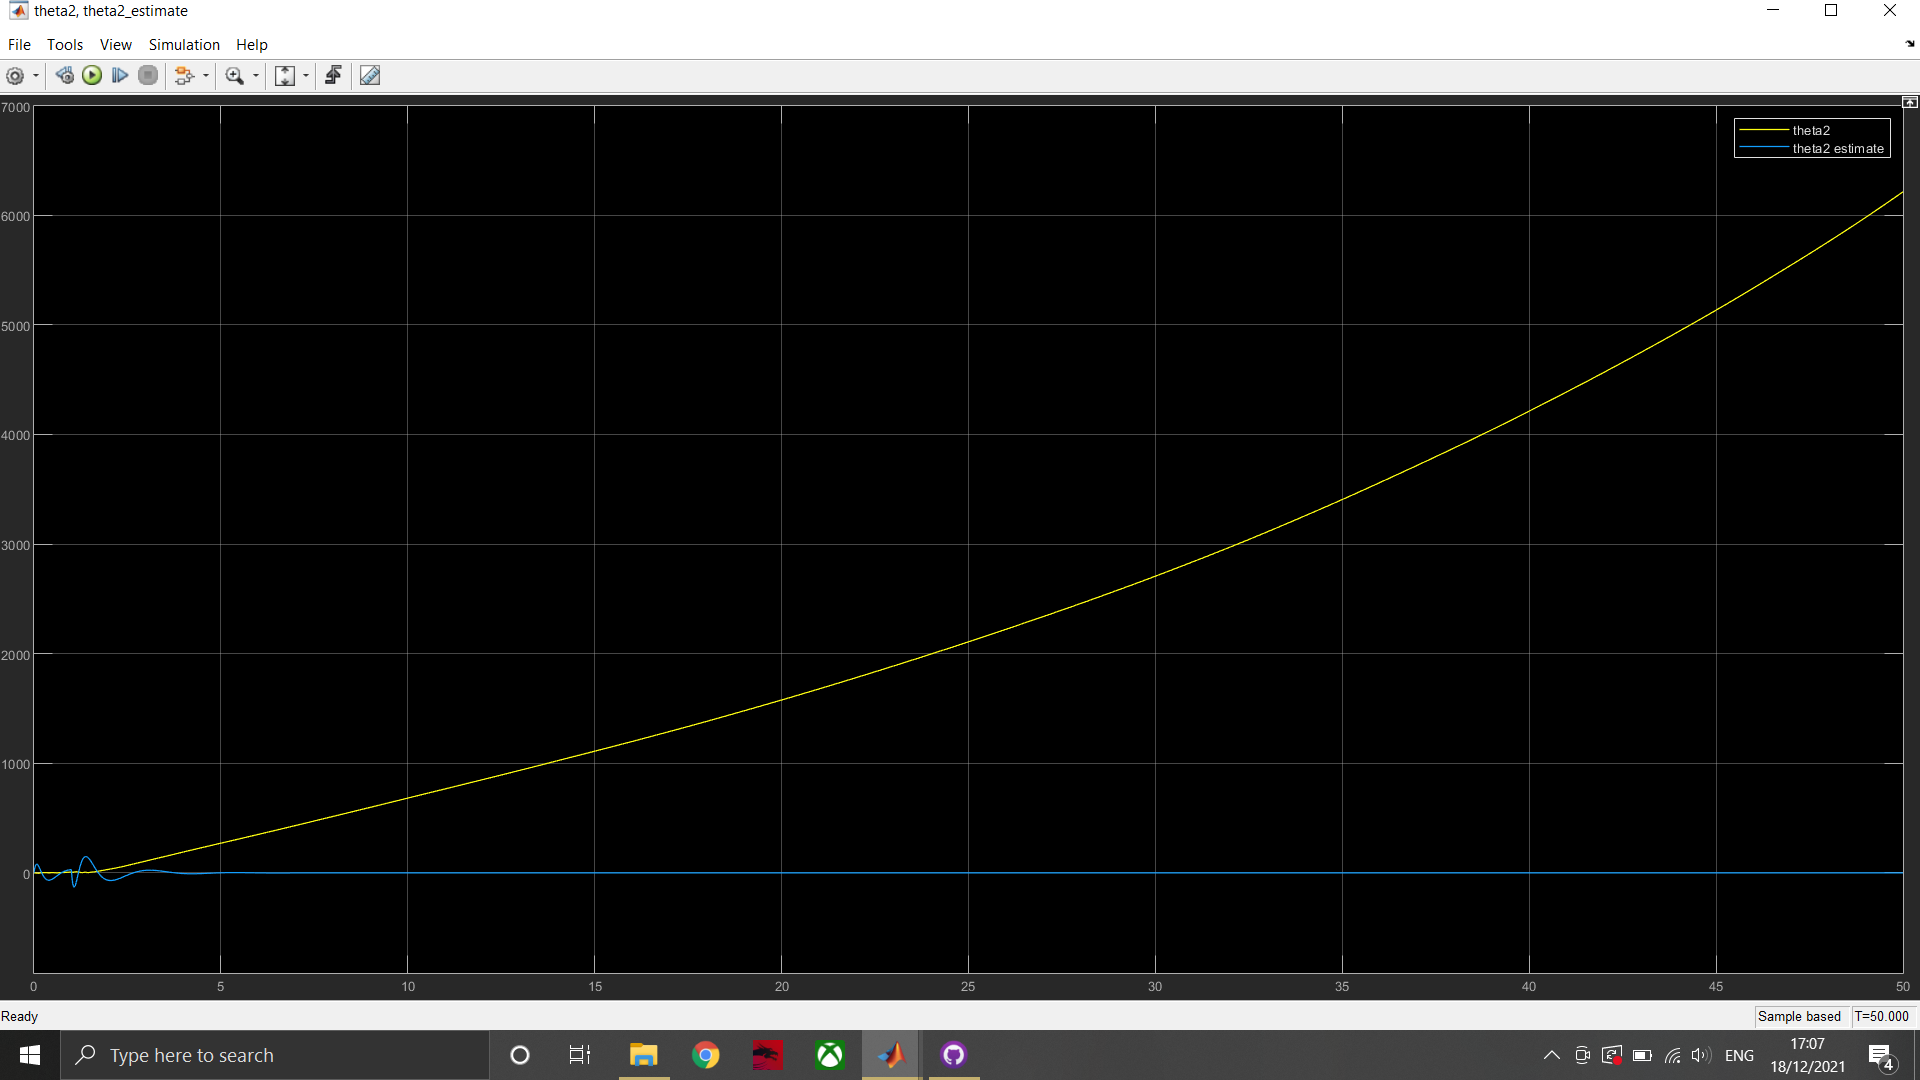 theta2, theta2_estimate
File Tools View Simulation Help
7000
theta2
theta2 estimate
6000
5000
4000
3000
2000
1000
0
0 5 10 15 20 25 30 35 40 45 50
Ready
Sample based T=50.000
Type here to search
ENG
17:07
18/12/2021
4